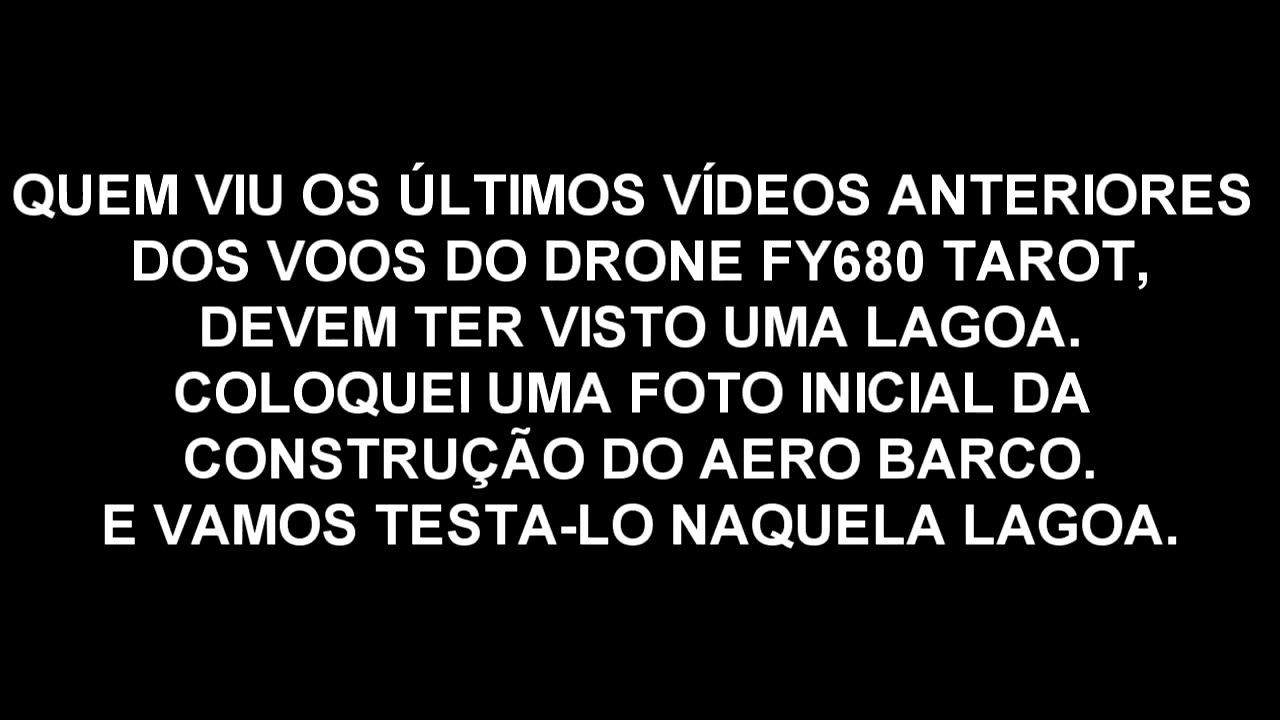 QUEM VIU OS ÚLTIMOS VÍDEOS ANTERIORES
DOS VOOS DO DRONE FY680 TAROT,
DEVEM TER VISTO UMA LAGOA.
COLOQUEI UMA FOTO INICIAL DA
CONSTRUÇÃO DO AERO BARCO.
E VAMOS TESTA-LO NAQUELA LAGOA.